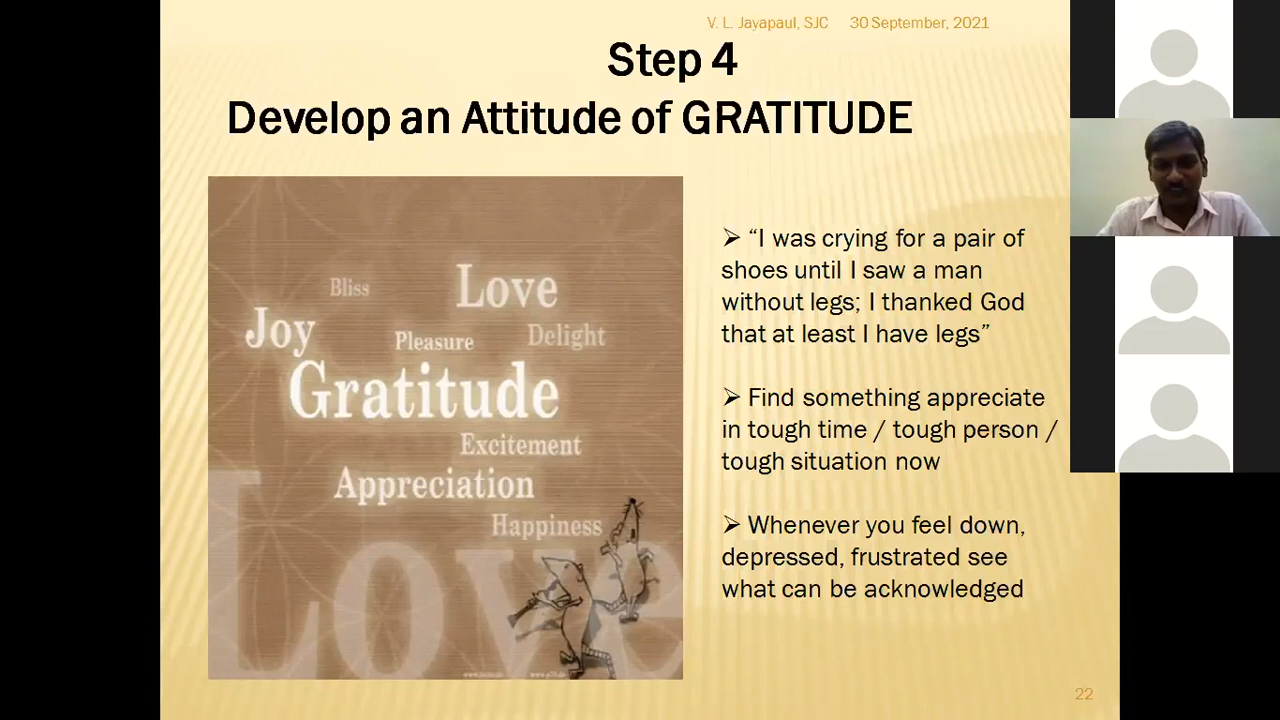 V. L. Jayapaul, SJC 30 September, 2021
Step 4
Develop an Attitude of GRATITUDE
Bliss
Love
Joy
Pleasure
Delight
Gratitude
Excitement
Appreciation
Happiness
Love
➢ “I was crying for a pair of
shoes until I saw a man
without legs; I thanked God
that at least I have legs”
➢ Find something appreciate
in tough time / tough person /
tough situation now
➢ Whenever you feel down,
depressed, frustrated see
what can be acknowledged
22